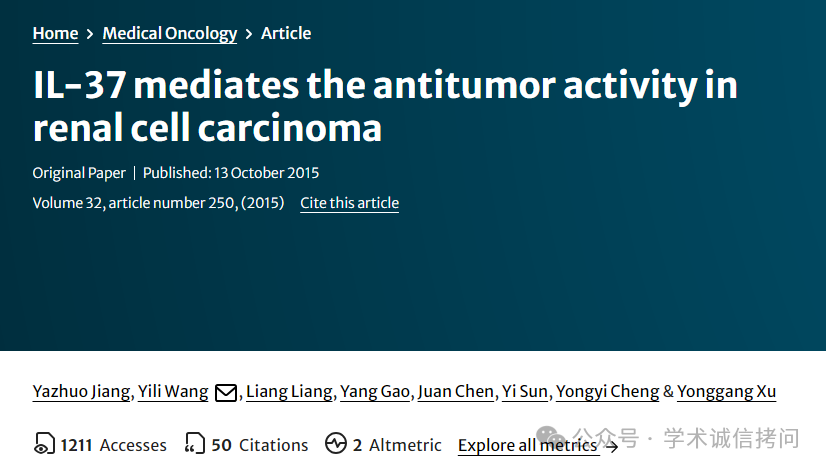 Home > Medical Oncology > Article
IL-37 mediates the antitumor activity in
renal cell carcinoma
Original Paper | Published: 13 October 2015
Volume 32, article number 250, (2015) Cite this article
Yazhuo Jiang, Yili Wang, Liang Liang, Yang Gao, Juan Chen, Yi Sun, Yongyi Cheng & Yonggang Xu
1211 Accesses 50 Citations 2 Altmetric Explore all metrics →
公众号 · 学术诚信拷问